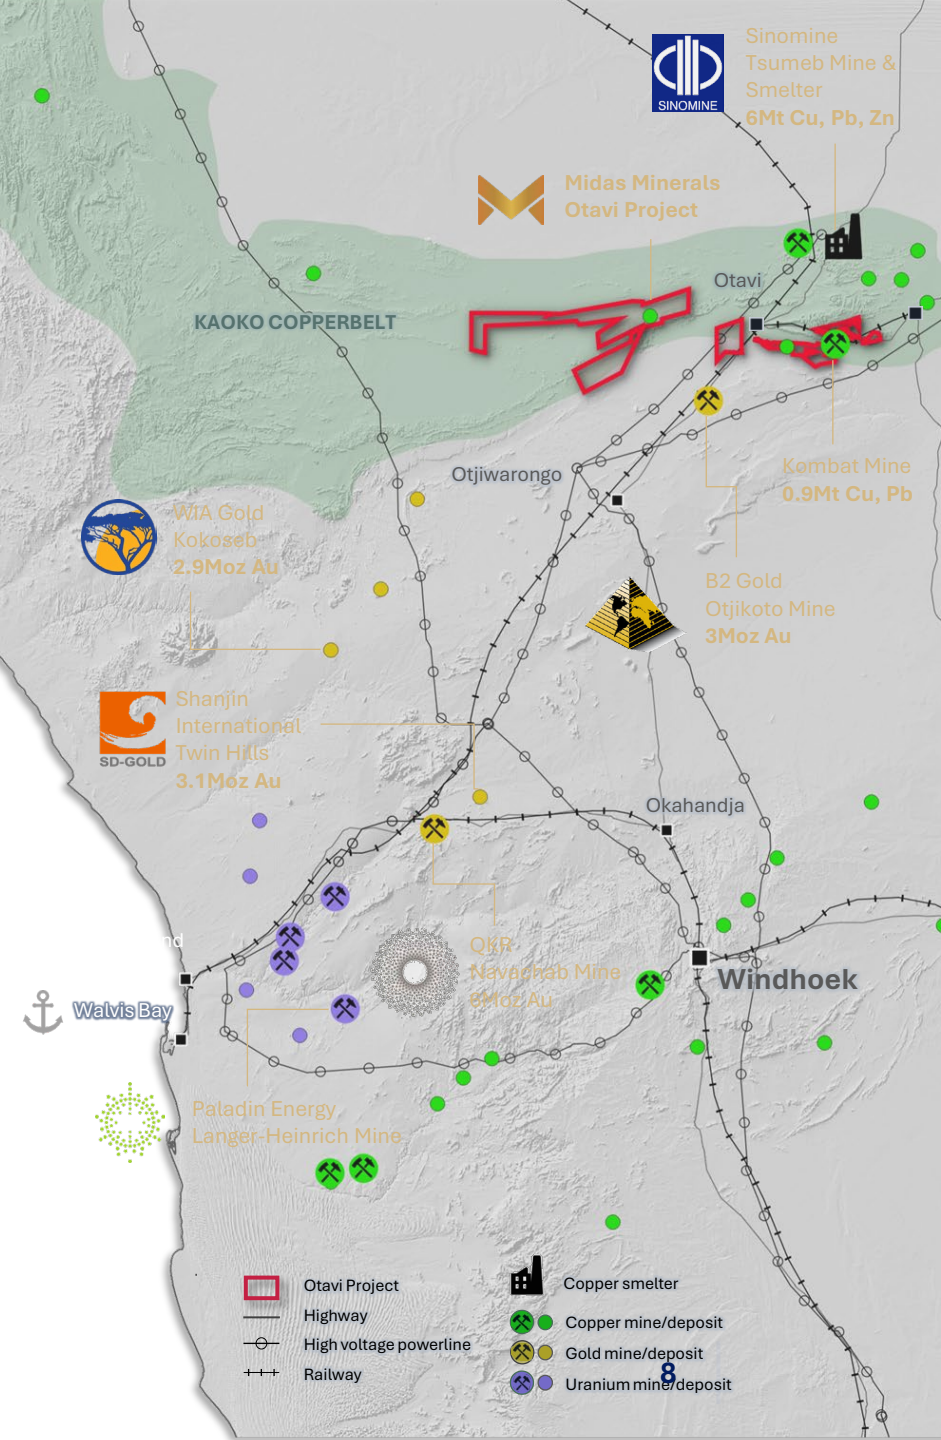 Sinomine
Tsumeb Mine &
Smelter
6Mt Cu, Pb, Zn
SINOMINE
Midas Minerals
Otavi Project
Otavi
KAOKO COPPERBELT
Otjiwarongo
Kombat Mine
0.9Mt Cu, Pb
WIA Gold
Kokoseb
2.9Moz Au
B2 Gold
Otjikoto Mine
3Moz Au
Shanjin
International
Twin Hills
3.1Moz Au
SD-GOLD
Okahandja
nd
QKR
Navachab Mine
6Moz Au
Windhoek
Walvis Bay
Paladin Energy
Langer-Heinrich Mine
Otavi Project
Highway
High voltage powerline
Railway
Copper smelter
Copper mine/deposit
Gold mine/deposit
Uranium mine/deposit
8